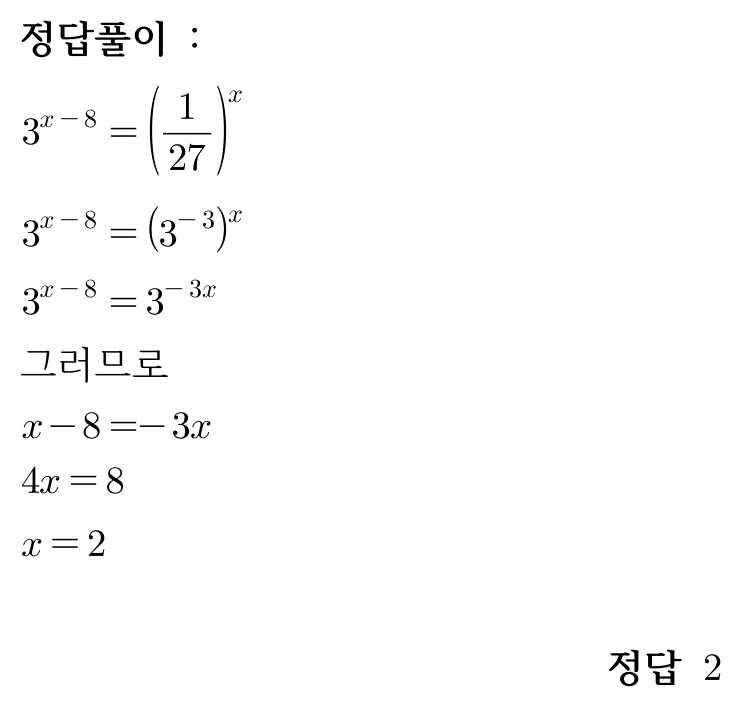 정답풀이 :
3^{x-8} = (1/27)^x
3^{x-8} = (3^{-3})^x
3^{x-8} = 3^{-3x}
그러므로
x-8 =-3x
4x = 8
x = 2
정답 2